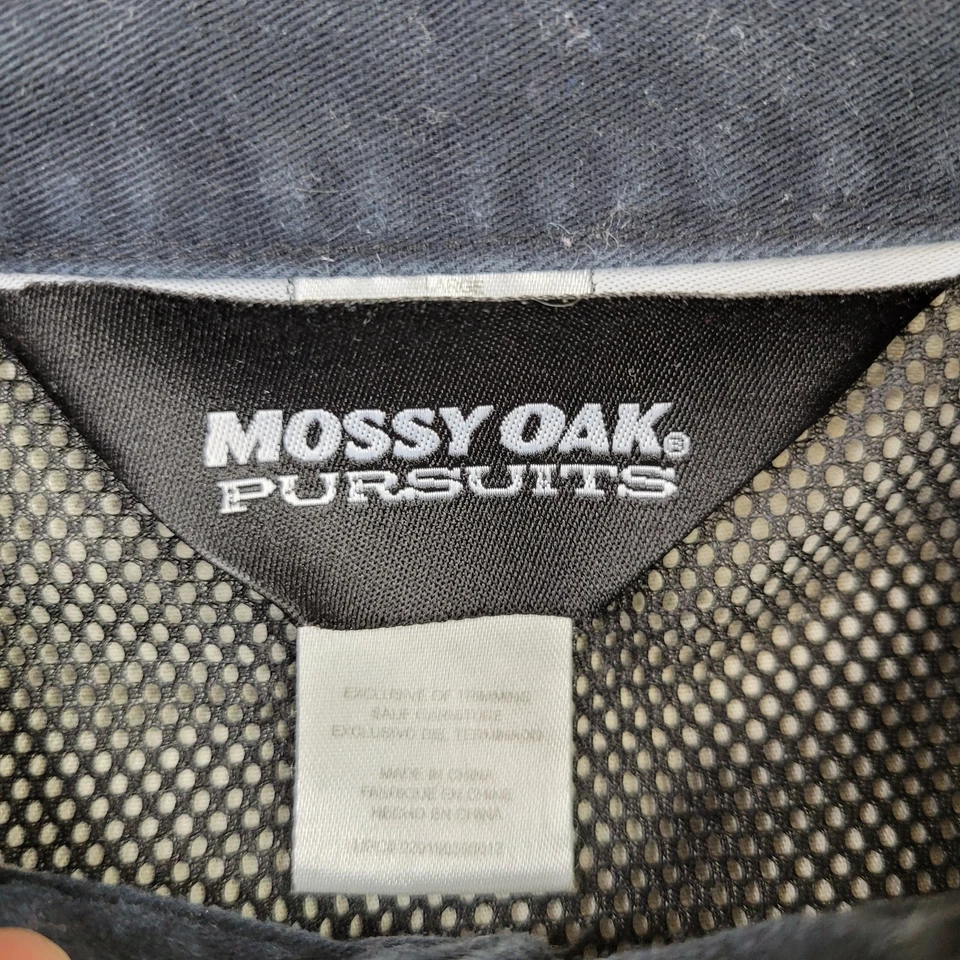 LARGE
MOSSY OAK®
PURSUITS
EXCLUSIVE OF TRIMMING
SAUF GARNITURE
EXCLUSIVO DEL TERMINADO
MADE IN CHINA
FABRIQUE EN CHINE
HECHO EN CHINA